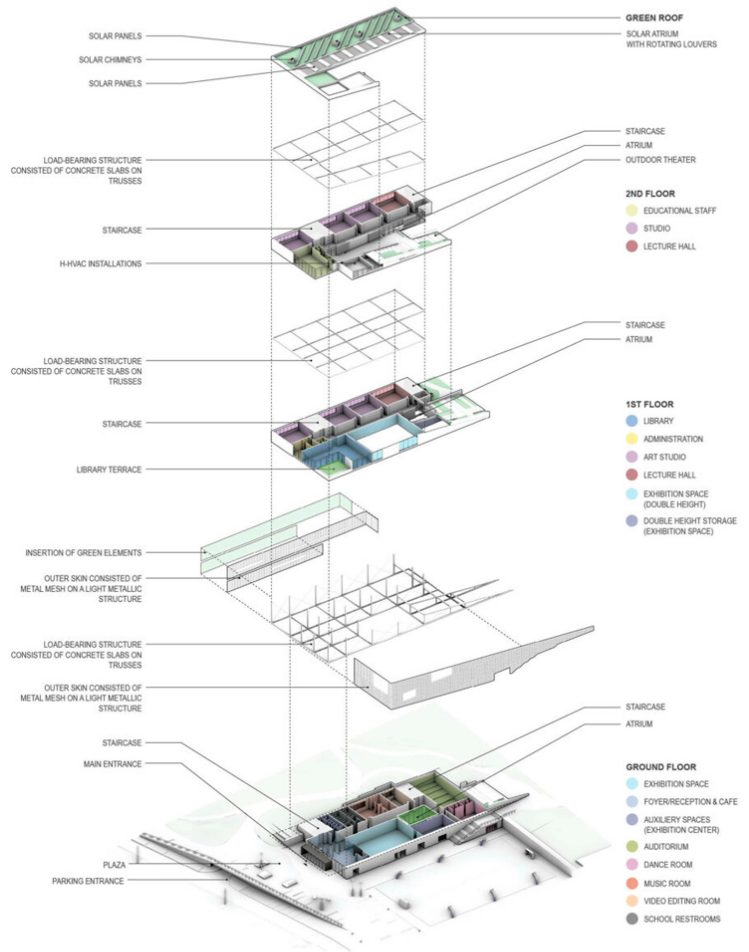 GREEN ROOF
SOLAR PANELS
SOLAR ATRIUM
WITH ROTATING LOUVERS
SOLAR CHIMNEYS
SOLAR PANELS
STAIRCASE
ATRIUM
LOAD-BEARING STRUCTURE
CONSISTED OF CONCRETE SLABS ON
TRUSSES
OUTDOOR THEATER
2ND FLOOR
EDUCATIONAL STAFF
STUDIO
LECTURE HALL
STAIRCASE
H-HVAC INSTALLATIONS
STAIRCASE
ATRIUM
LOAD-BEARING STRUCTURE
CONSISTED OF CONCRETE SLABS ON
TRUSSES
1ST FLOOR
LIBRARY
ADMINISTRATION
ART STUDIO
LECTURE HALL
EXHIBITION SPACE
(DOUBLE HEIGHT)
DOUBLE HEIGHT STORAGE
(EXHIBITION SPACE)
STAIRCASE
LIBRARY TERRACE
INSERTION OF GREEN ELEMENTS
OUTER SKIN CONSISTED OF
METAL MESH ON A LIGHT METALLIC
STRUCTURE
LOAD-BEARING STRUCTURE
CONSISTED OF CONCRETE SLABS ON
TRUSSES
OUTER SKIN CONSISTED OF
METAL MESH ON A LIGHT METALLIC
STRUCTURE
STAIRCASE
ATRIUM
STAIRCASE
MAIN ENTRANCE
GROUND FLOOR
EXHIBITION SPACE
FOYER/RECEPTION & CAFE
AUXILIERY SPACES
(EXHIBITION CENTER)
AUDITORIUM
DANCE ROOM
MUSIC ROOM
VIDEO EDITING ROOM
SCHOOL RESTROOMS
PLAZA
PARKING ENTRANCE